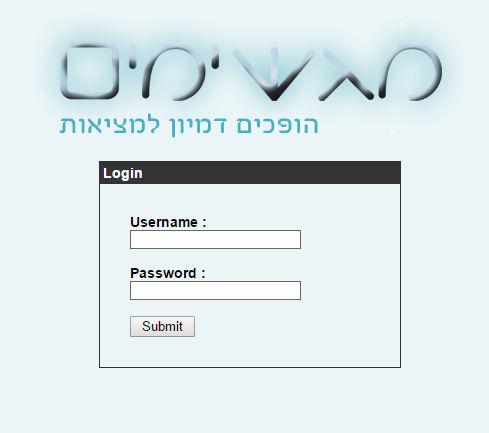 מגשימים
הופכים דמיון למציאות
Login
Username :
Password :
Submit